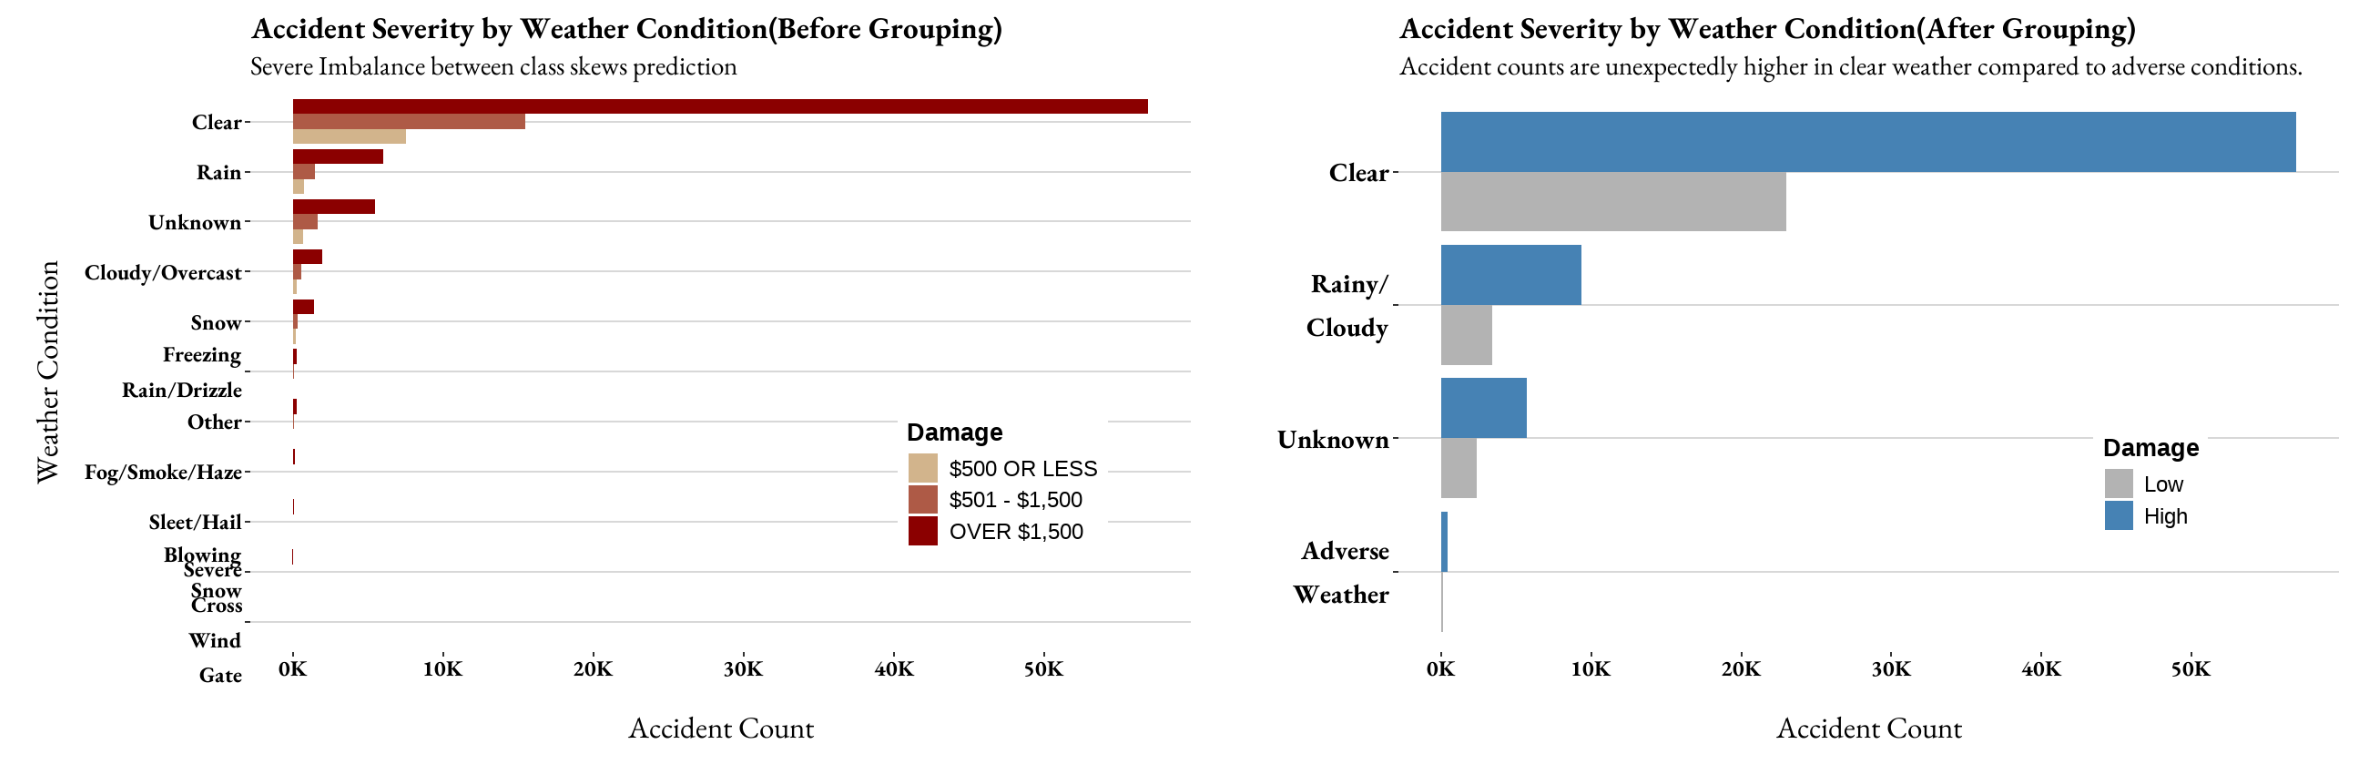 Accident Severity by Weather Condition(Before Grouping)
Severe Imbalance between class skews prediction
Weather Condition
Clear
Rain
Unknown
Cloudy/Overcast
Snow
Freezing
Rain/Drizzle
Other
Fog/Smoke/Haze
Sleet/Hail
Blowing
Severe
Snow
Cross
Wind
Gate
Damage
$500 OR LESS
$501 - $1,500
OVER $1,500
0K 10K 20K 30K 40K 50K
Accident Count
Accident Severity by Weather Condition(After Grouping)
Accident counts are unexpectedly higher in clear weather compared to adverse conditions.
Clear
Rainy/
Cloudy
Unknown
Adverse
Weather
Damage
Low
High
0K 10K 20K 30K 40K 50K
Accident Count